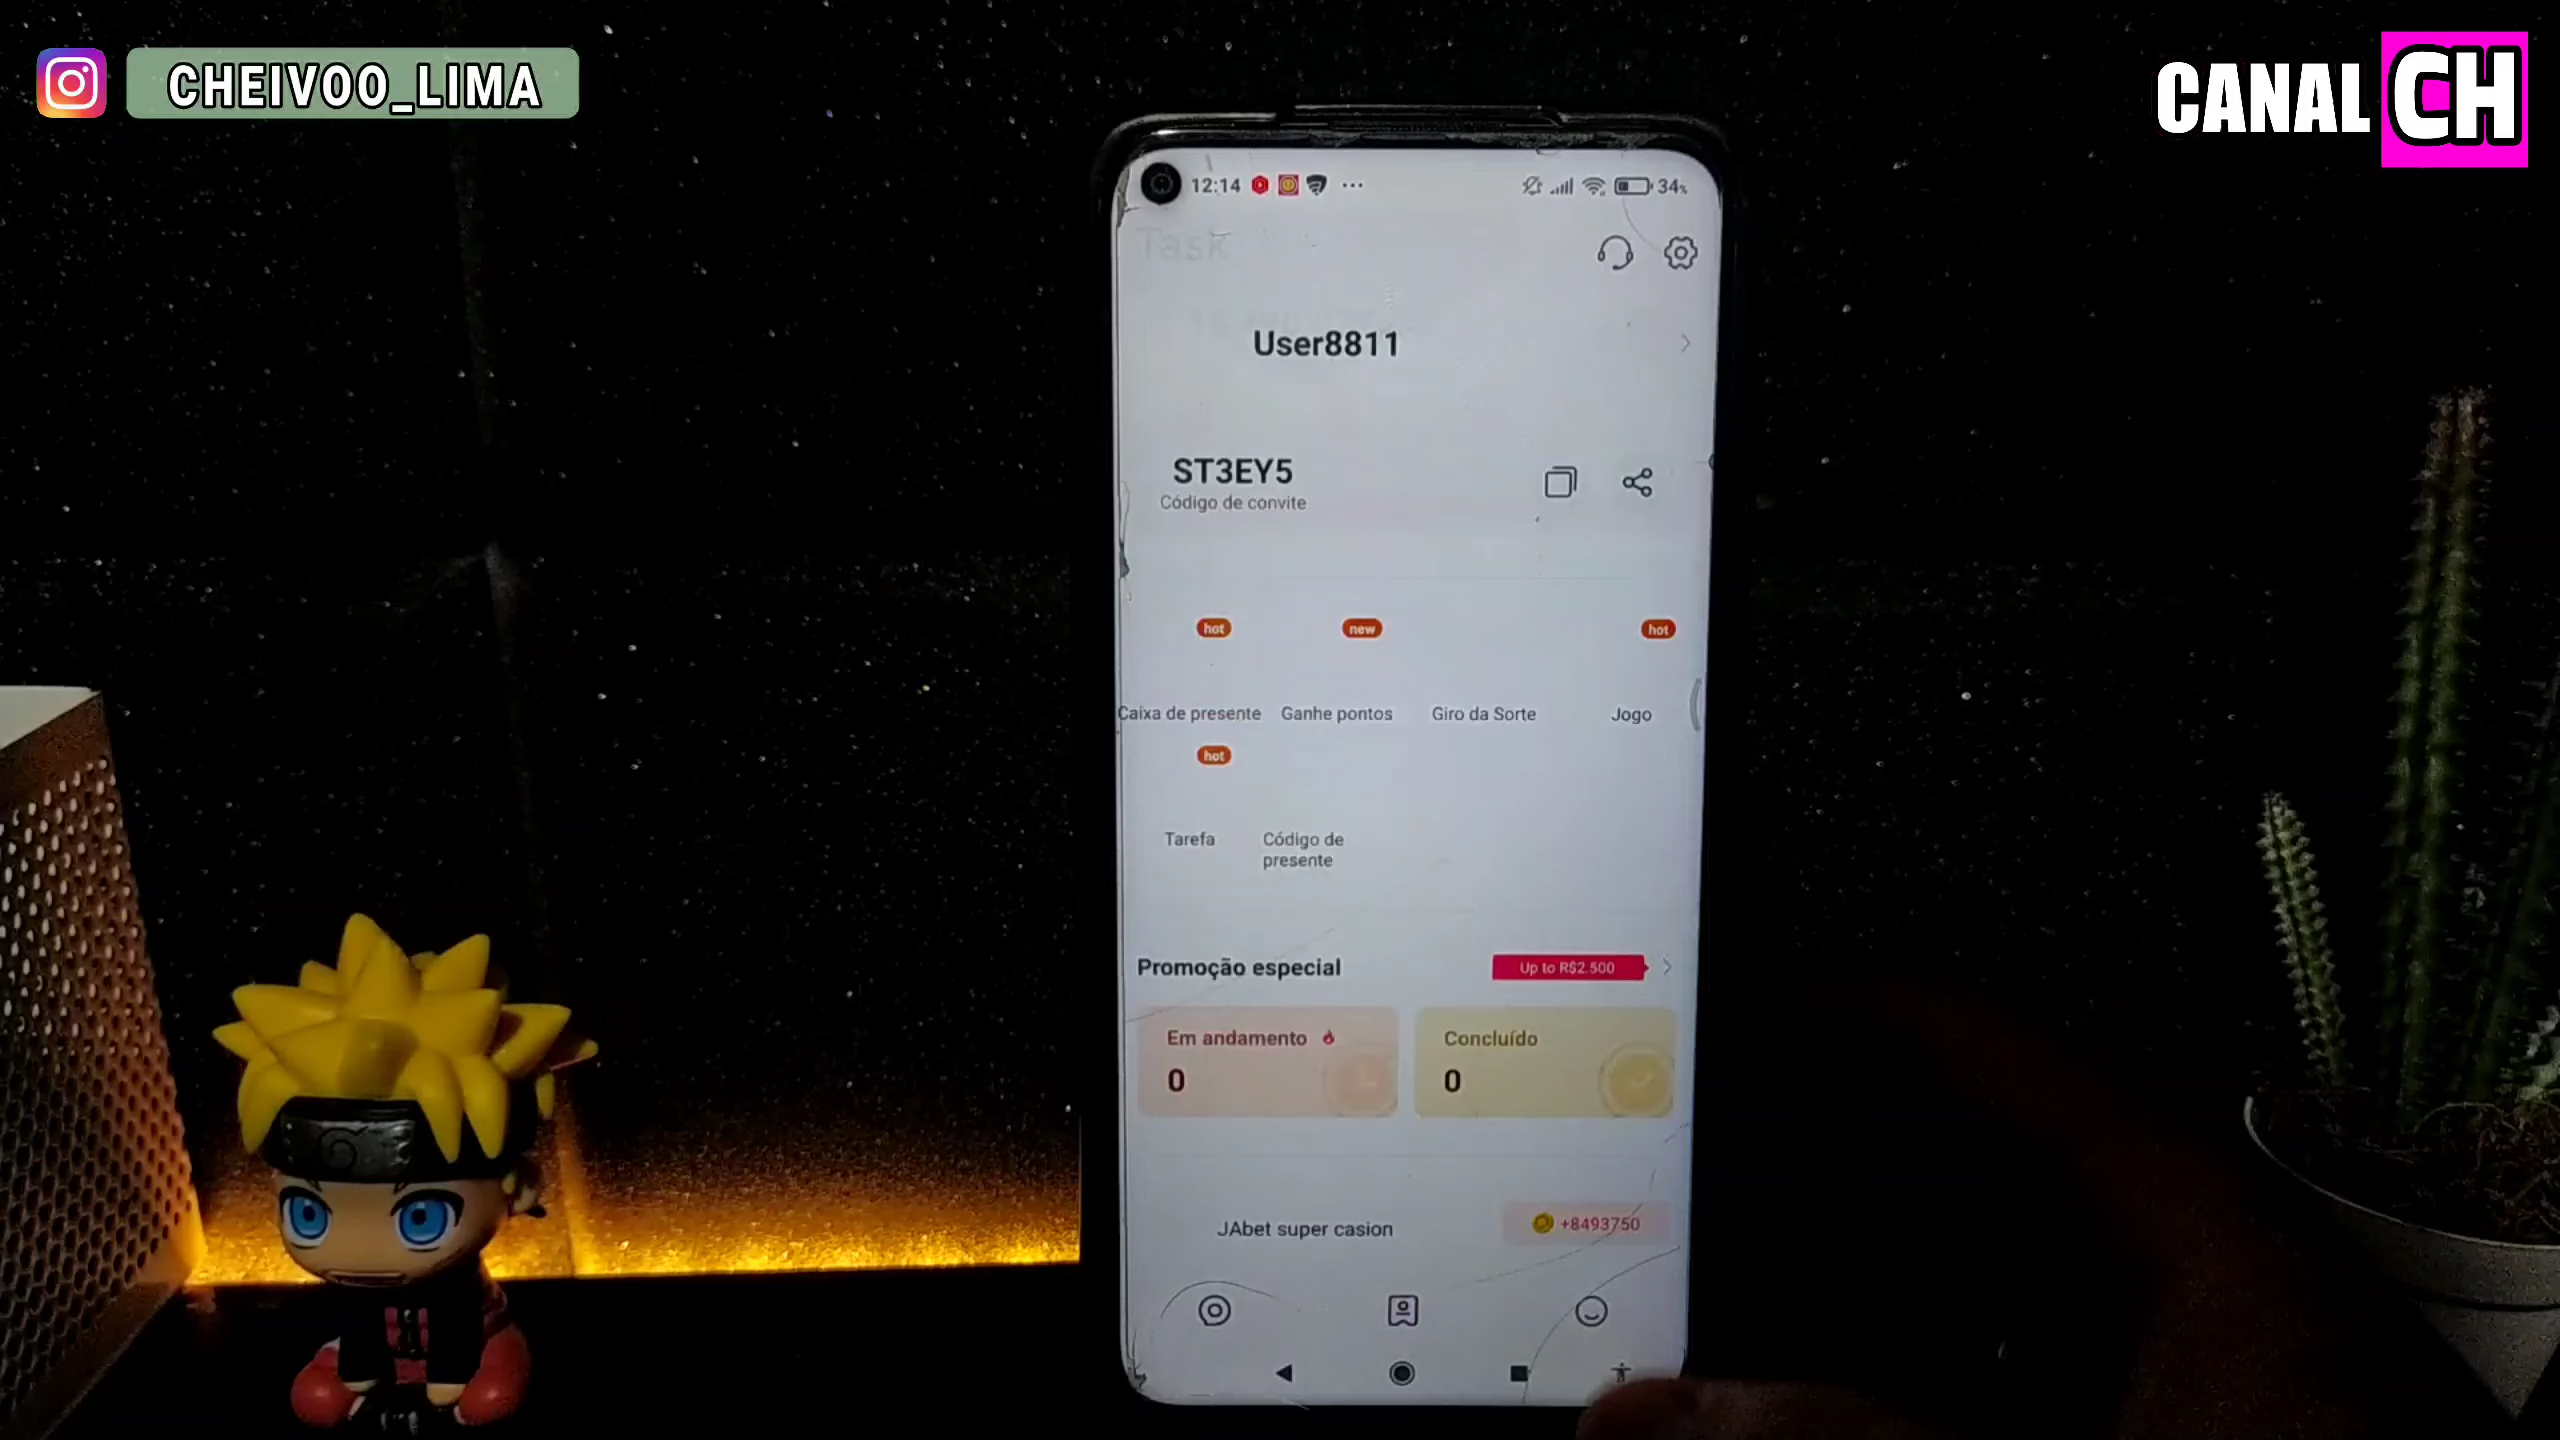 CHEIVOO_LIMA
CANAL CH
12:14
34%
Task
User8811
ST3EY5
Código de convite
hot
new
hot
Caixa de presente
Ganhe pontos
Giro da Sorte
Jogo
hot
Tarefa
Código de
presente
Promoção especial
Up to R$2.500
Em andamento
Concluído
0
0
JAbet super casion
+8493750